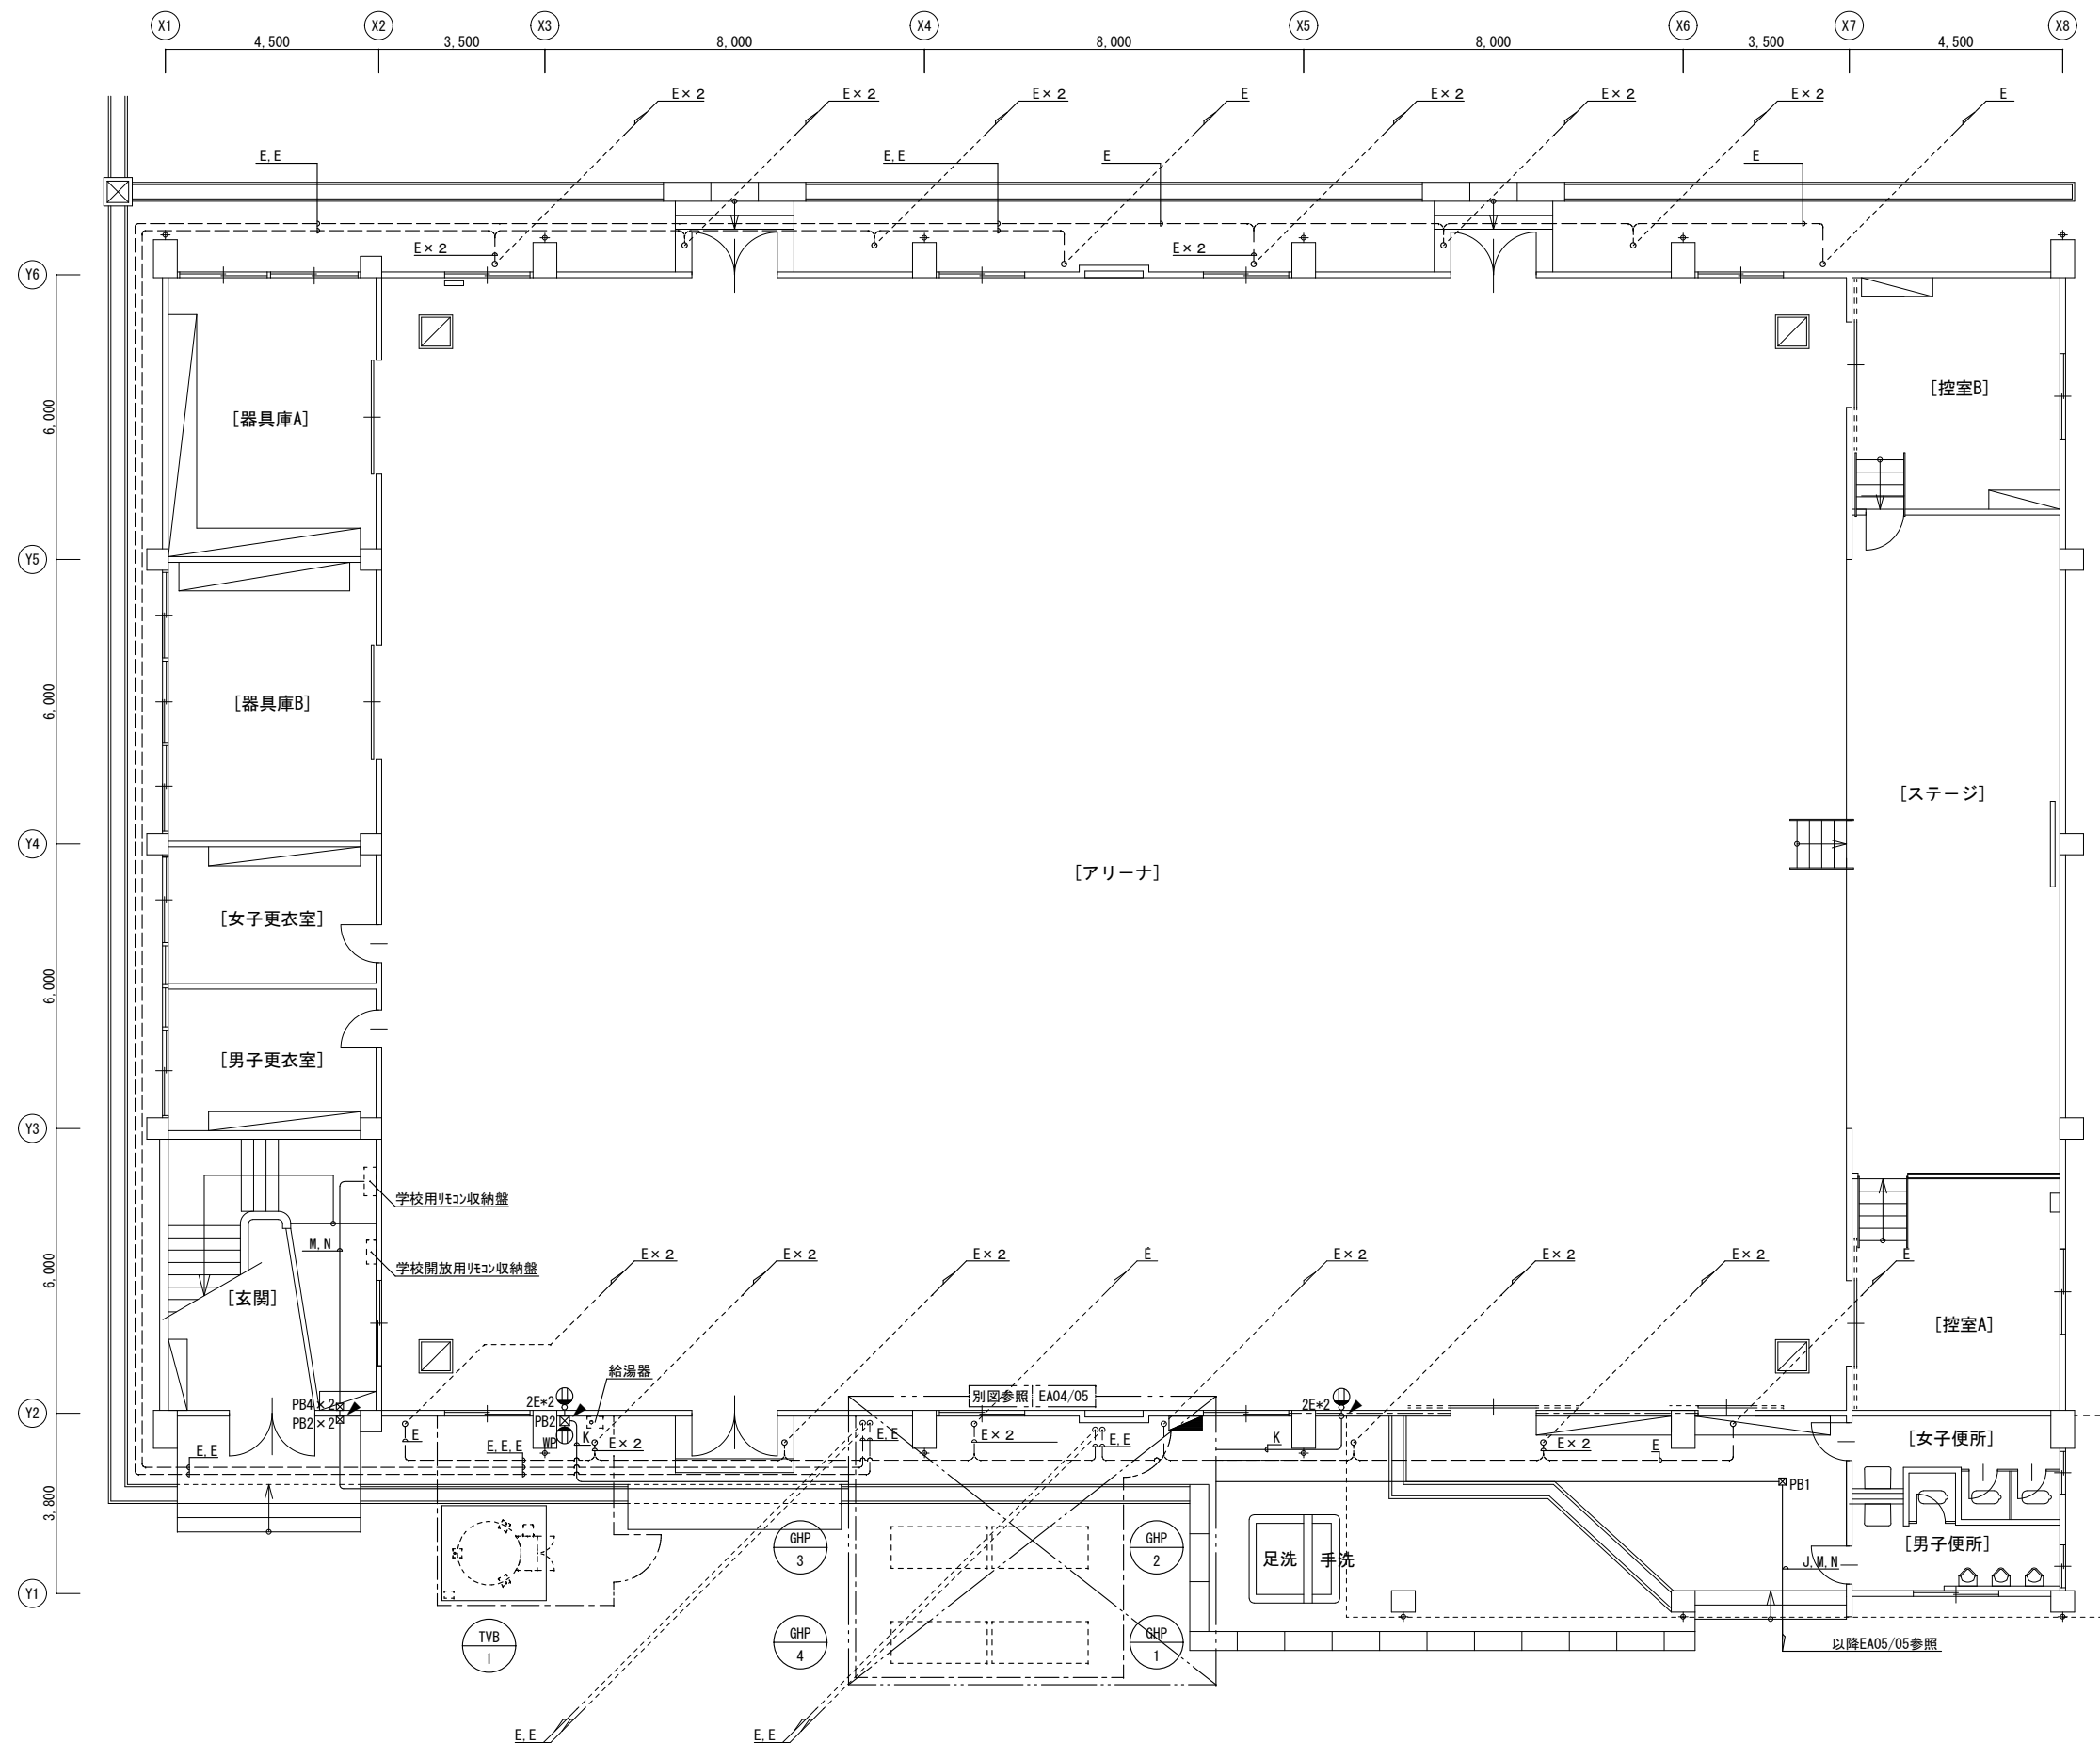 X1 X2 X3 X4 X5 X6 X7 X8
4,500 3,500 8,000 8,000 8,000 3,500 4,500
E×2 E×2 E×2 E E×2 E×2 E×2 E
E,E E,E E E
E×2 E×2
Y6
[控室B]
6,000 [器具庫A]
Y5
6,000 [器具庫B]
[ステージ]
Y4
[アリーナ]
[女子更衣室]
6,000
[男子更衣室]
Y3
学校用リモコン収納盤
M,N
E×2 E×2 E×2 E E×2 E×2 E×2 E
6,000
学校開放用リモコン収納盤
[玄関]
[控室A]
給湯器
別図参照 EA04/05
PB4×2 2E*2 2E*2
Y2
PB2×2 PB2
E WP K E×2 E,E E×2 E,E K E×2 E [女子便所]
E,E E,E,E
PB1
3,800
GHP 3
GHP 2
[男子便所]
足洗 手洗
J,M,N
Y1
TVB 1
GHP 4
GHP 1
以降EA05/05参照
E,E E,E